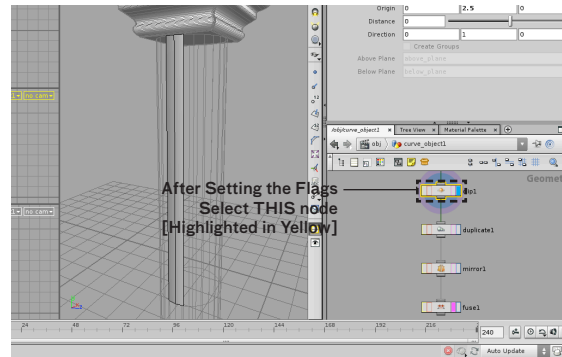 Origin 0 2.5 0
Distance 0
Direction 0 1 0
Create Groups
Above Plane above_plane
Below Plane below_plane
/obj/curve_object1 × Tree View × Material Palette ×
obj curve_object1
no cam
no cam
Geomet
After Setting the Flags
Select THIS node
[Highlighted in Yellow]
duplicate1
mirror1
fuse1
24 48 72 96 120 144 168 192 216 240
Auto Update